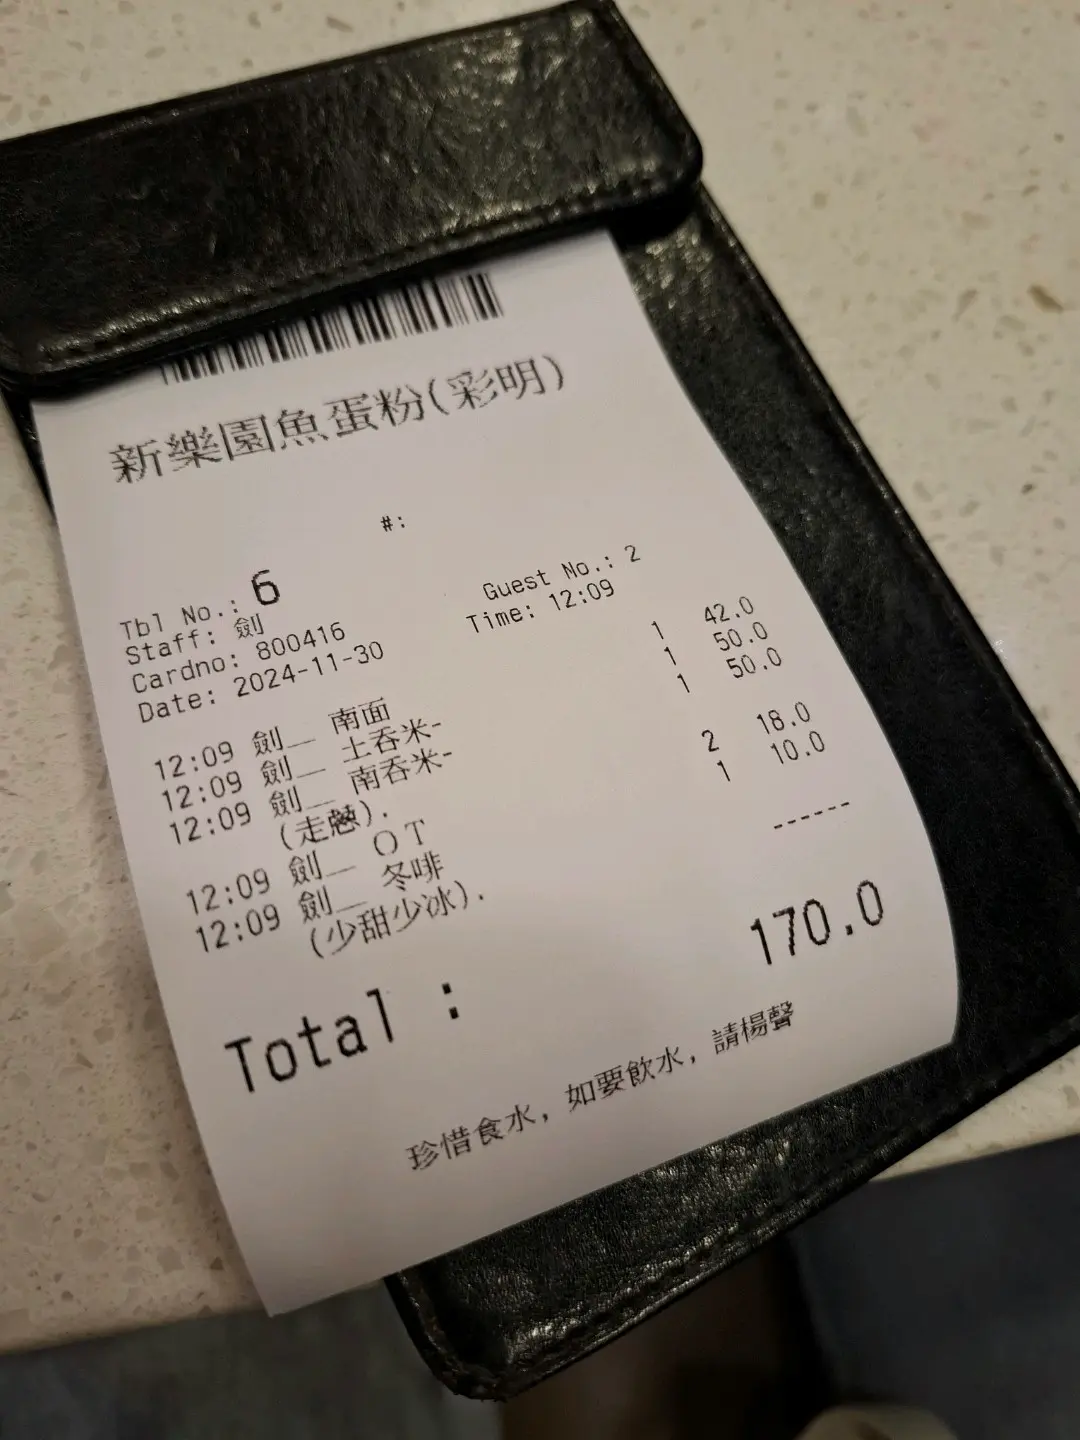 新樂園魚蛋粉(彩明)
#:
Tbl No.: 6 Guest No.: 2
Staff: 劍 Time: 12:09
Cardno: 800416
Date: 2024-11-30
12:09 劍__ 南面 1 42.0
12:09 劍__ 土吞米- 1 50.0
12:09 劍__ 南吞米- 1 50.0
(走葱).
12:09 劍__ OT 2 18.0
12:09 劍__ 冬啡 1 10.0
(少甜少冰).
------
Total : 170.0
珍惜食水, 如要飲水, 請楊聲